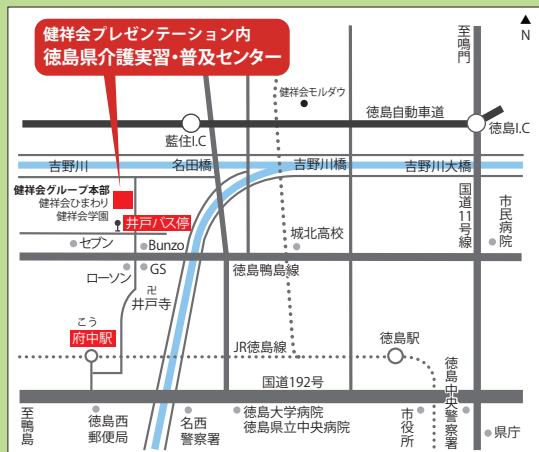 健祥会プレゼンテーション内
徳島県介護実習・普及センター
至鳴門
N
健祥会モルダウ
徳島自動車道
藍住I.C
徳島I.C
吉野川
名田橋
吉野川橋
吉野川大橋
健祥会グループ本部
健祥会ひまわり
健祥会学園
井戸バス停
国道11号線
市民病院
セブン
Bunzo
城北高校
徳島鴨島線
ローソン
GS
卍
井戸寺
こう
府中駅
JR徳島線
徳島駅
国道192号
至鴨島
徳島西
郵便局
名西
警察署
徳島大学病院
徳島県立中央病院
市役所
徳島中央警察署
県庁